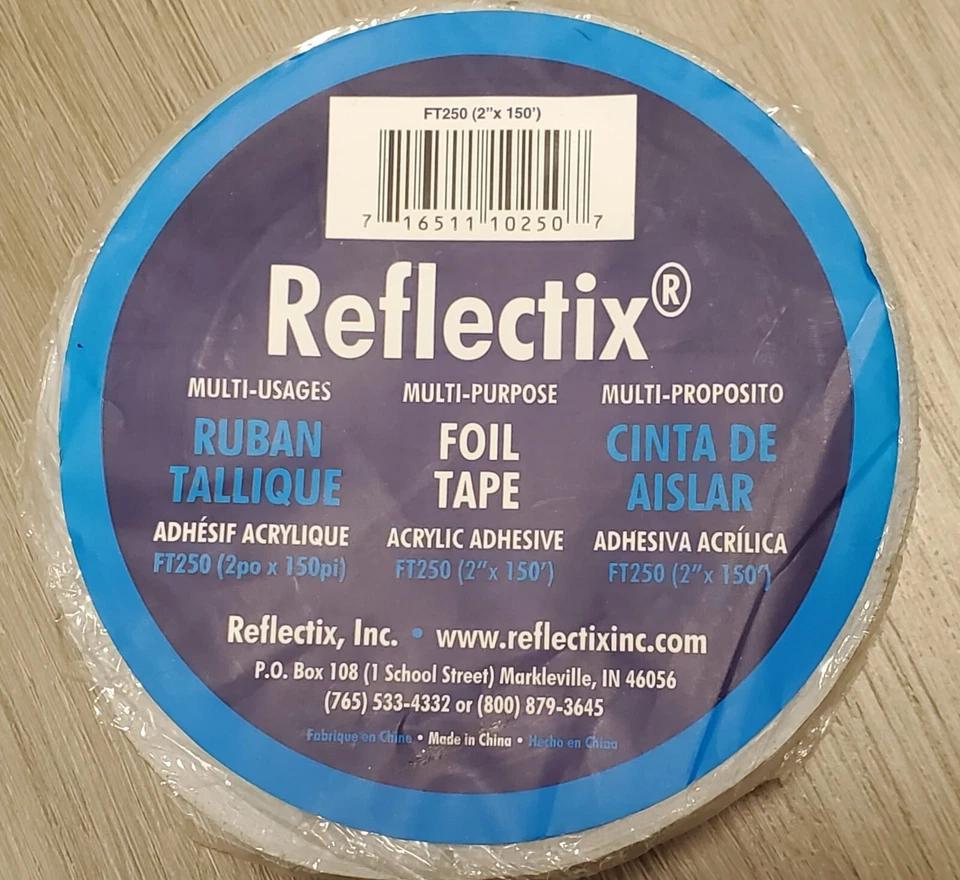 FT250 (2"x 150')
7 16511 10250 7
Reflectix®
MULTI-USAGES MULTI-PURPOSE MULTI-PROPOSITO
RUBAN FOIL CINTA DE
TALLIQUE TAPE AISLAR
ADHÉSIF ACRYLIQUE ACRYLIC ADHESIVE ADHESIVA ACRÍLICA
FT250 (2po x 150pi) FT250 (2"x 150') FT250 (2"x 150')
Reflectix, Inc. • www.reflectixinc.com
P.O. Box 108 (1 School Street) Markleville, IN 46056
(765) 533-4332 or (800) 879-3645
Fabrique en Chine • Made in China • Hecho en China